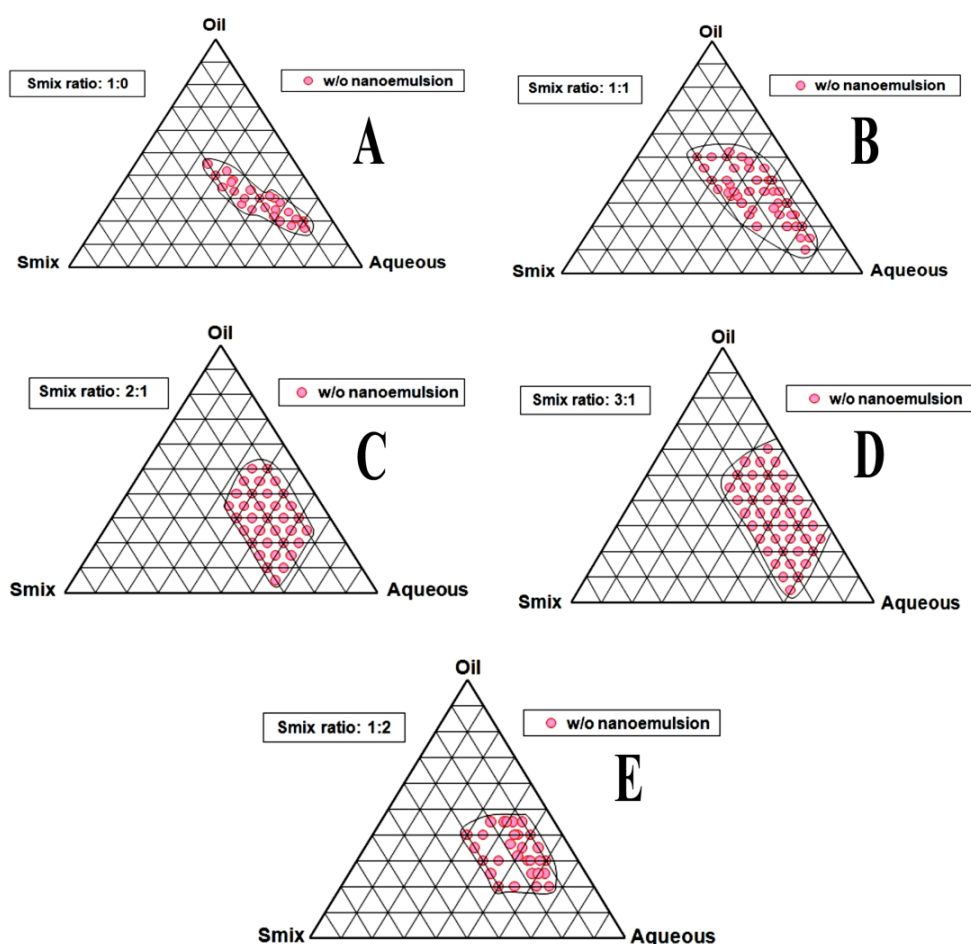 Oil
Smix ratio: 1:0
w/o nanoemulsion
A
Smix
Aqueous
Oil
Smix ratio: 1:1
w/o nanoemulsion
B
Smix
Aqueous
Oil
Smix ratio: 2:1
w/o nanoemulsion
C
Smix
Aqueous
Oil
Smix ratio: 3:1
w/o nanoemulsion
D
Smix
Aqueous
Oil
Smix ratio: 1:2
w/o nanoemulsion
E
Smix
Aqueous